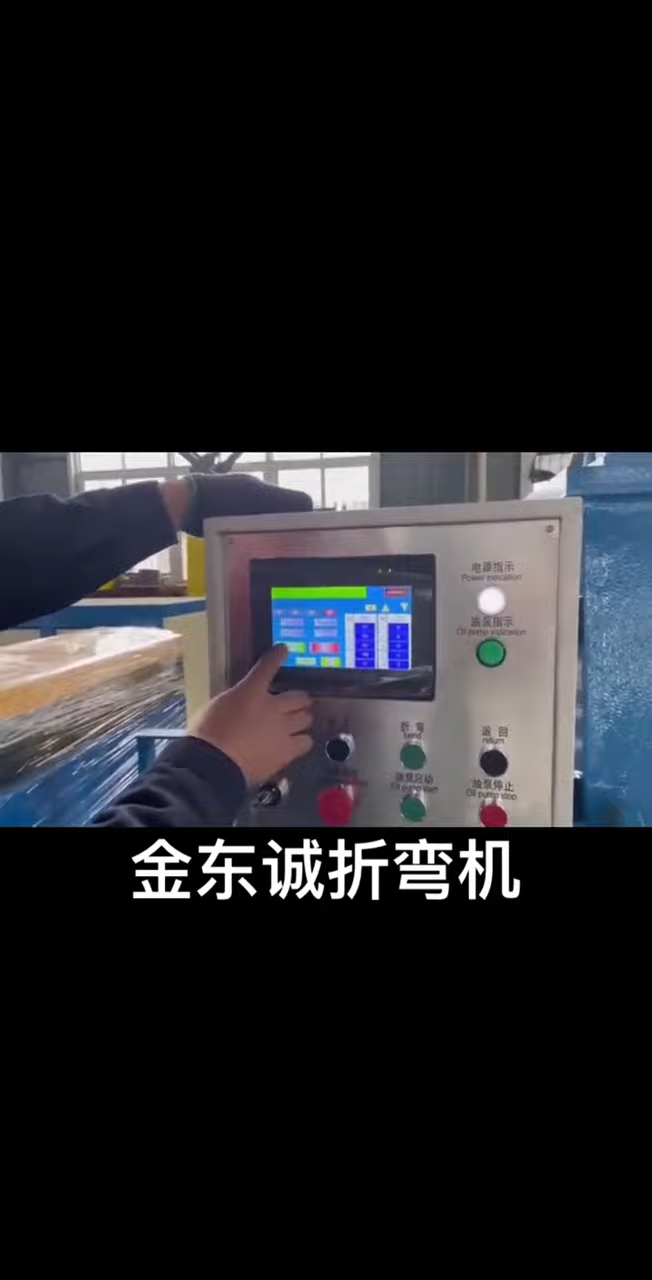 电源指示
Power indication
油泵指示
Oil pump indication
折 弯
bend
返 回
return
油泵启动
Oil pump start
油泵停止
Oil pump stop
金东诚折弯机